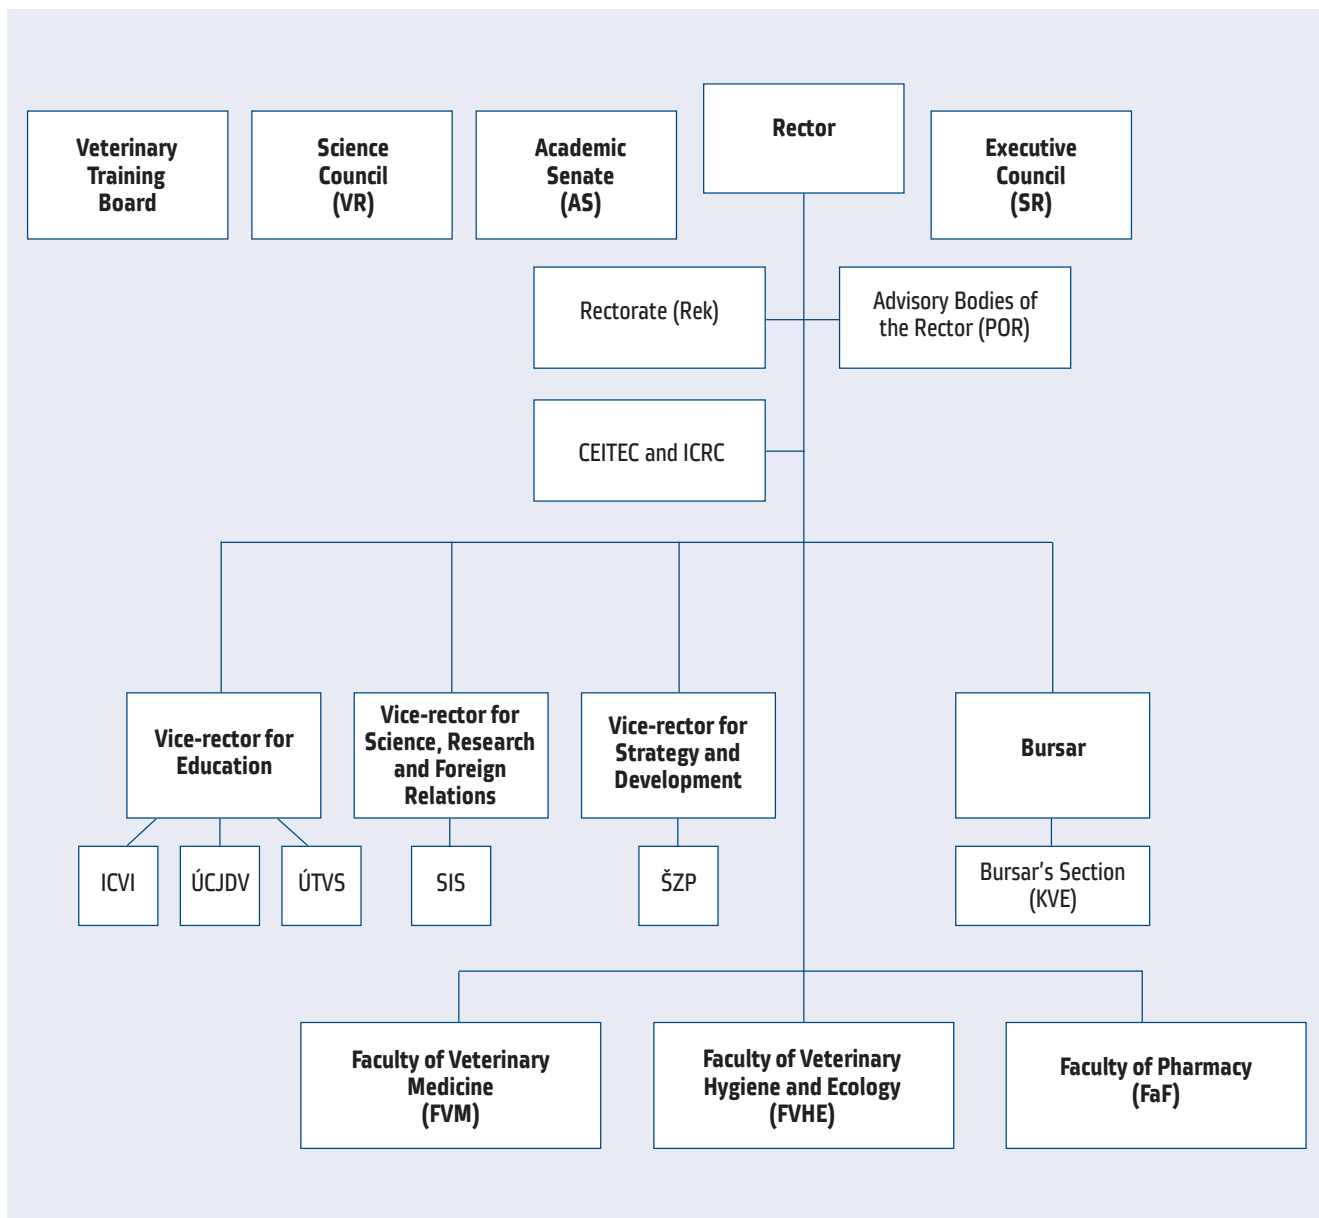 Veterinary
Training
Board
Science
Council
(VR)
Academic
Senate
(AS)
Rector
Executive
Council
(SR)
Rectorate (Rek)
Advisory Bodies of
the Rector (POR)
CEITEC and ICRC
Vice-rector for
Education
Vice-rector for
Science, Research
and Foreign
Relations
Vice-rector for
Strategy and
Development
Bursar
ICVI
ÚCJDV
ÚTVS
SIS
ŠZP
Bursar's Section
(KVE)
Faculty of Veterinary
Medicine
(FVM)
Faculty of Veterinary
Hygiene and Ecology
(FVHE)
Faculty of Pharmacy
(FaF)